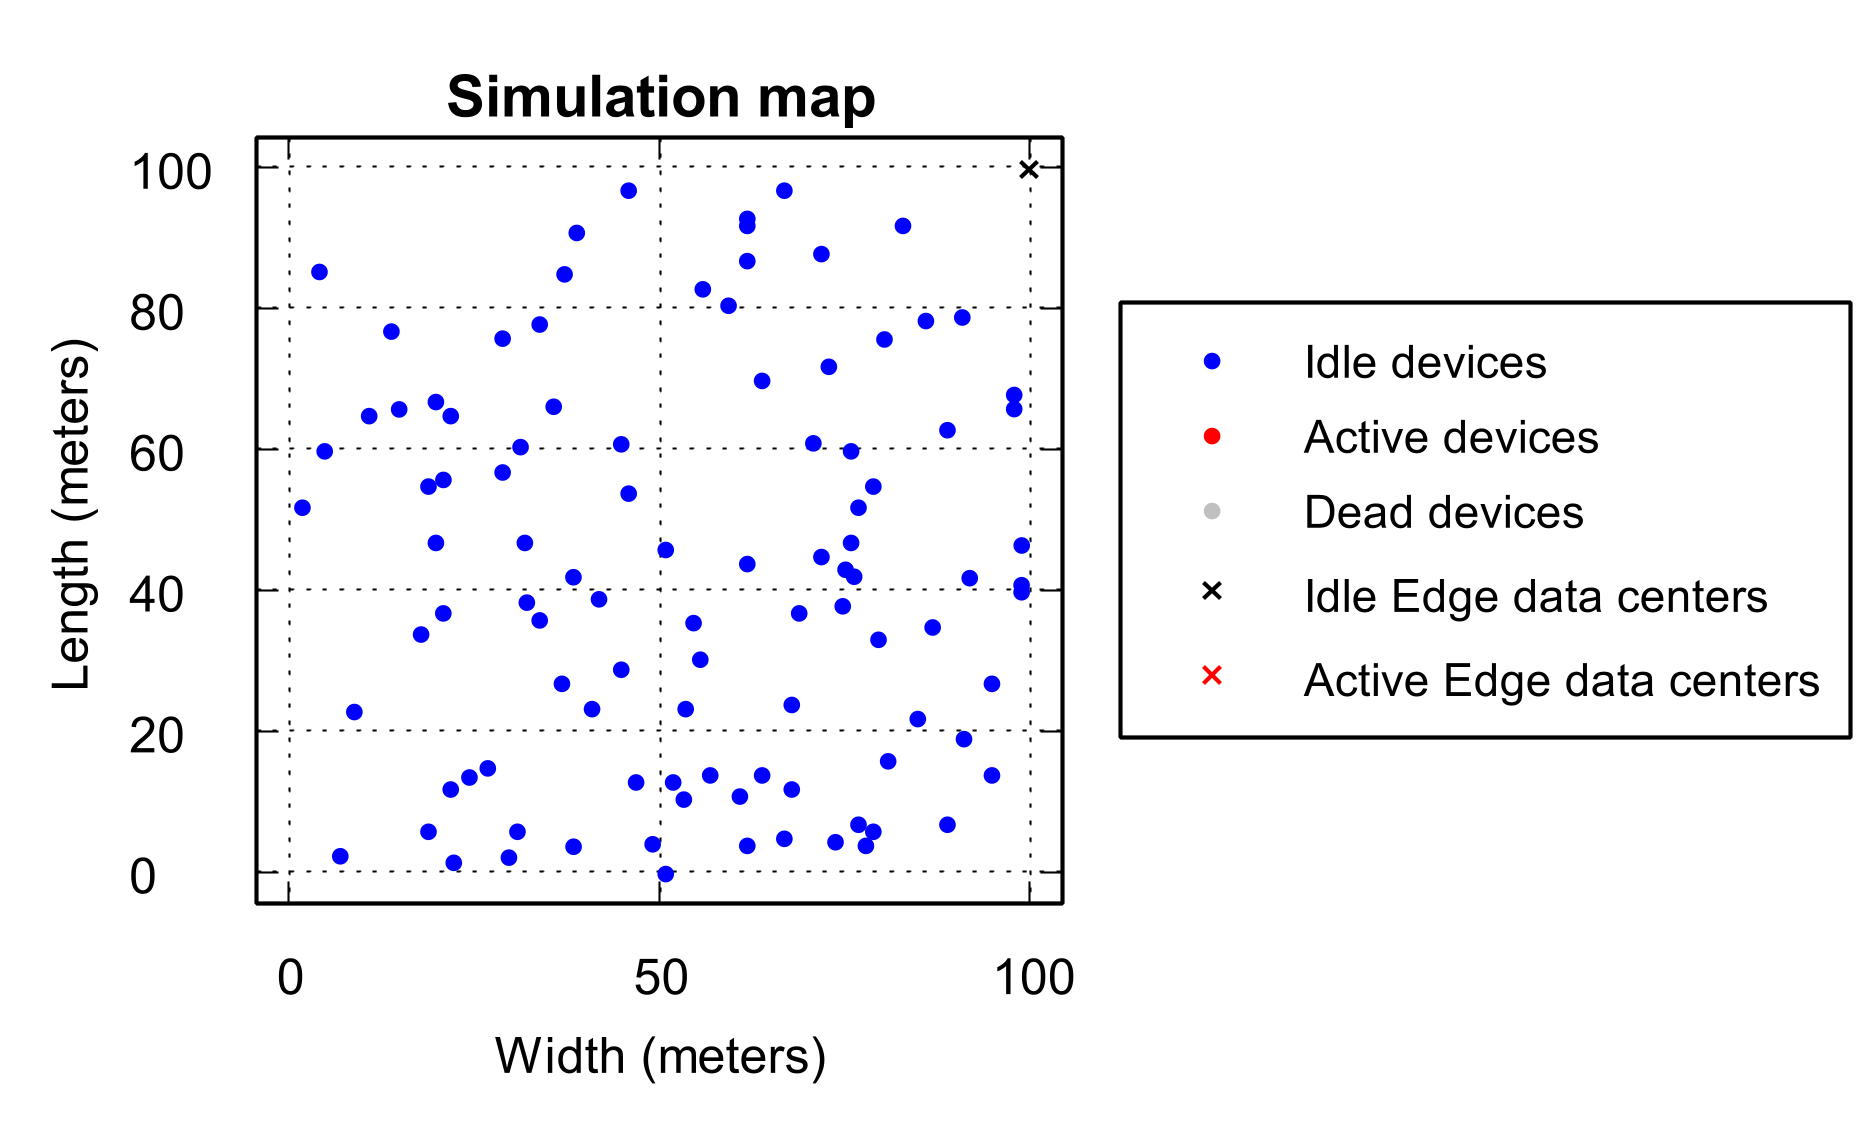 Simulation map
100
80
60
40
20
0
Length (meters)
0 50 100
Width (meters)
Idle devices
Active devices
Dead devices
Idle Edge data centers
Active Edge data centers